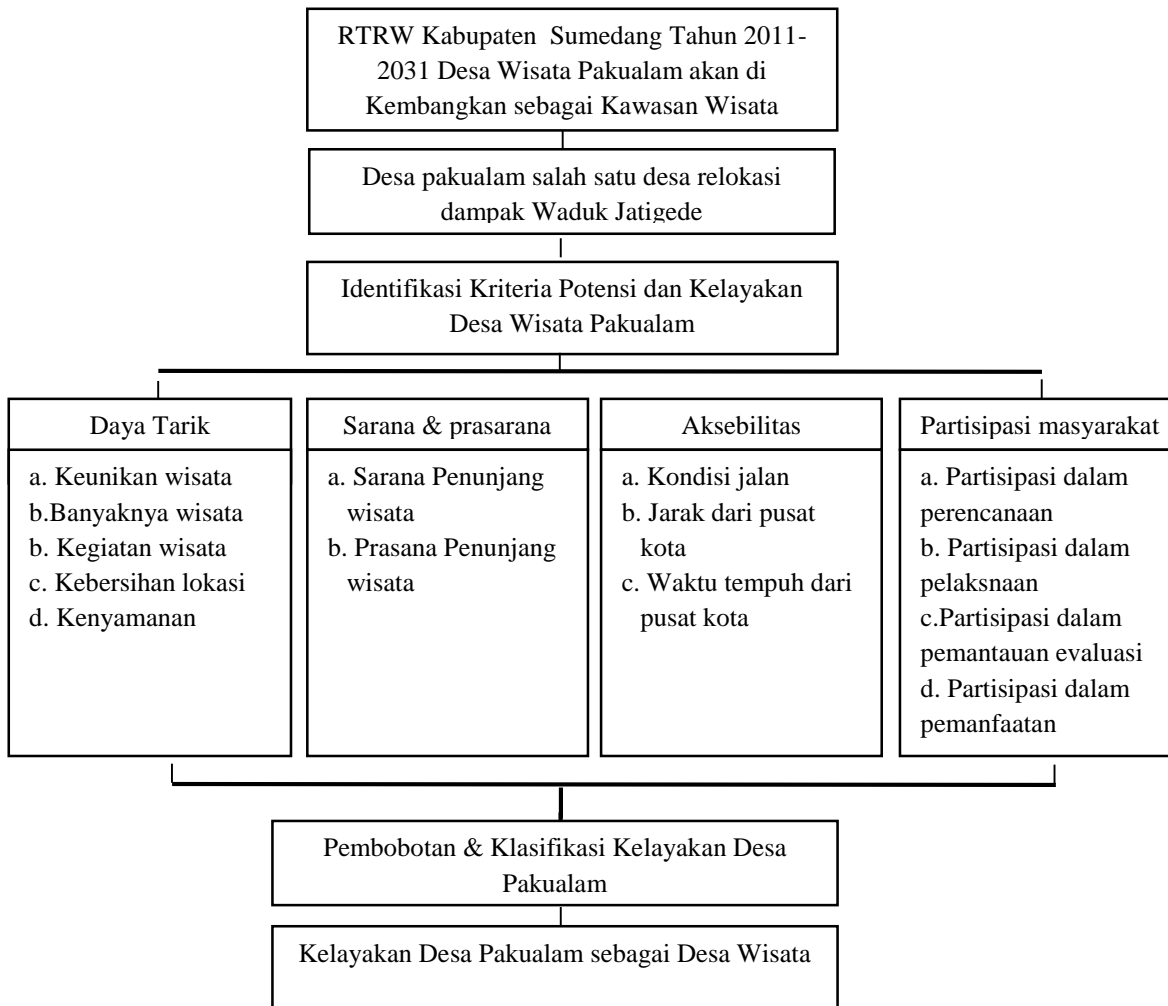 RTRW Kabupaten Sumedang Tahun 2011-
2031 Desa Wisata Pakualam akan di
Kembangkan sebagai Kawasan Wisata
Desa pakualam salah satu desa relokasi
dampak Waduk Jatigede
Identifikasi Kriteria Potensi dan Kelayakan
Desa Wisata Pakualam
Daya Tarik
a. Keunikan wisata
b.Banyaknya wisata
b. Kegiatan wisata
c. Kebersihan lokasi
d. Kenyamanan
Sarana & prasarana
a. Sarana Penunjang
wisata
b. Prasana Penunjang
wisata
Aksebilitas
a. Kondisi jalan
b. Jarak dari pusat
kota
c. Waktu tempuh dari
pusat kota
Partisipasi masyarakat
a. Partisipasi dalam
perencanaan
b. Partisipasi dalam
pelaksnaan
c.Partisipasi dalam
pemantauan evaluasi
d. Partisipasi dalam
pemanfaatan
Pembobotan & Klasifikasi Kelayakan Desa
Pakualam
Kelayakan Desa Pakualam sebagai Desa Wisata